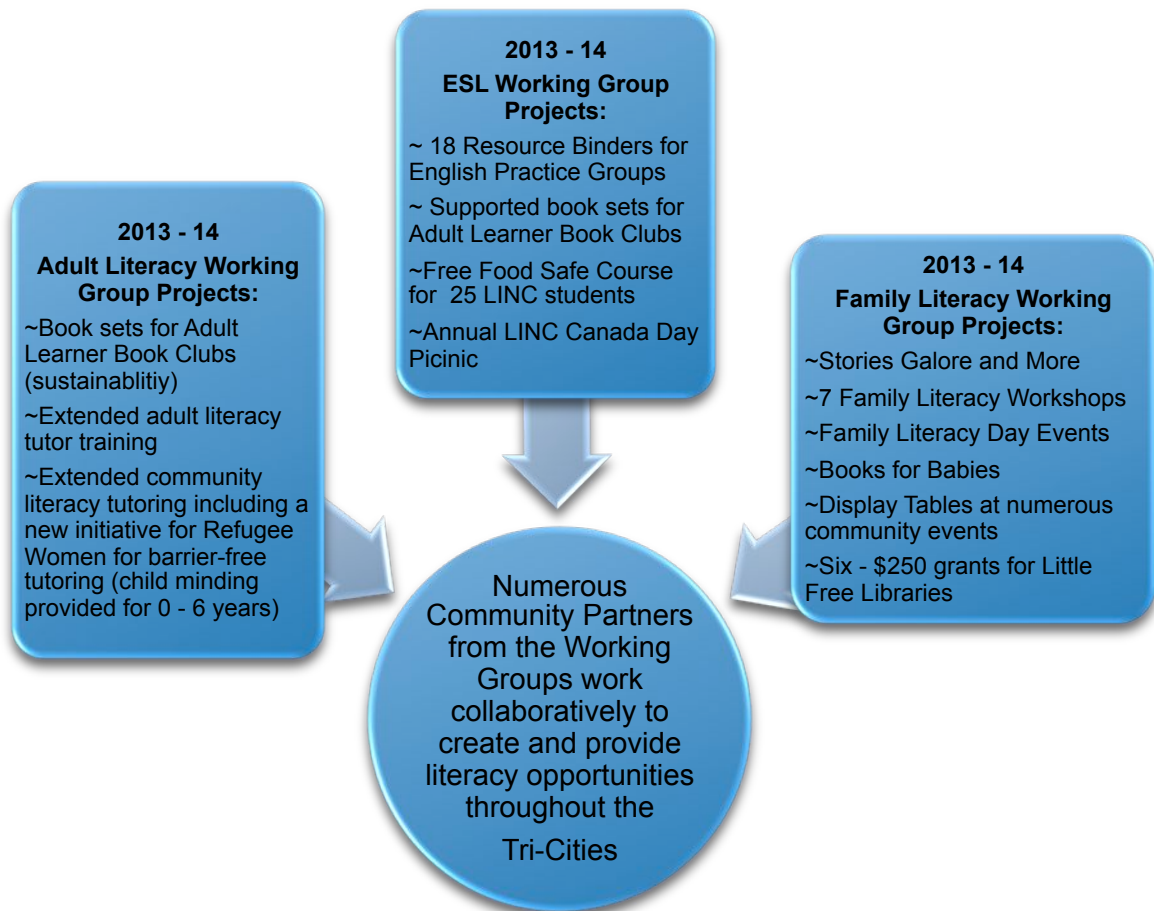 2013 - 14
Adult Literacy Working
Group Projects:
~Book sets for Adult
Learner Book Clubs
(sustainablitiy)
~Extended adult literacy
tutor training
~Extended community
literacy tutoring including a
new initiative for Refugee
Women for barrier-free
tutoring (child minding
provided for 0 - 6 years)
2013 - 14
ESL Working Group
Projects:
~ 18 Resource Binders for
English Practice Groups
~ Supported book sets for
Adult Learner Book Clubs
~Free Food Safe Course
for 25 LINC students
~Annual LINC Canada Day
Picinic
2013 - 14
Family Literacy Working
Group Projects:
~Stories Galore and More
~7 Family Literacy Workshops
~Family Literacy Day Events
~Books for Babies
~Display Tables at numerous
community events
~Six - $250 grants for Little
Free Libraries
Numerous
Community Partners
from the Working
Groups work
collaboratively to
create and provide
literacy opportunities
throughout the
Tri-Cities